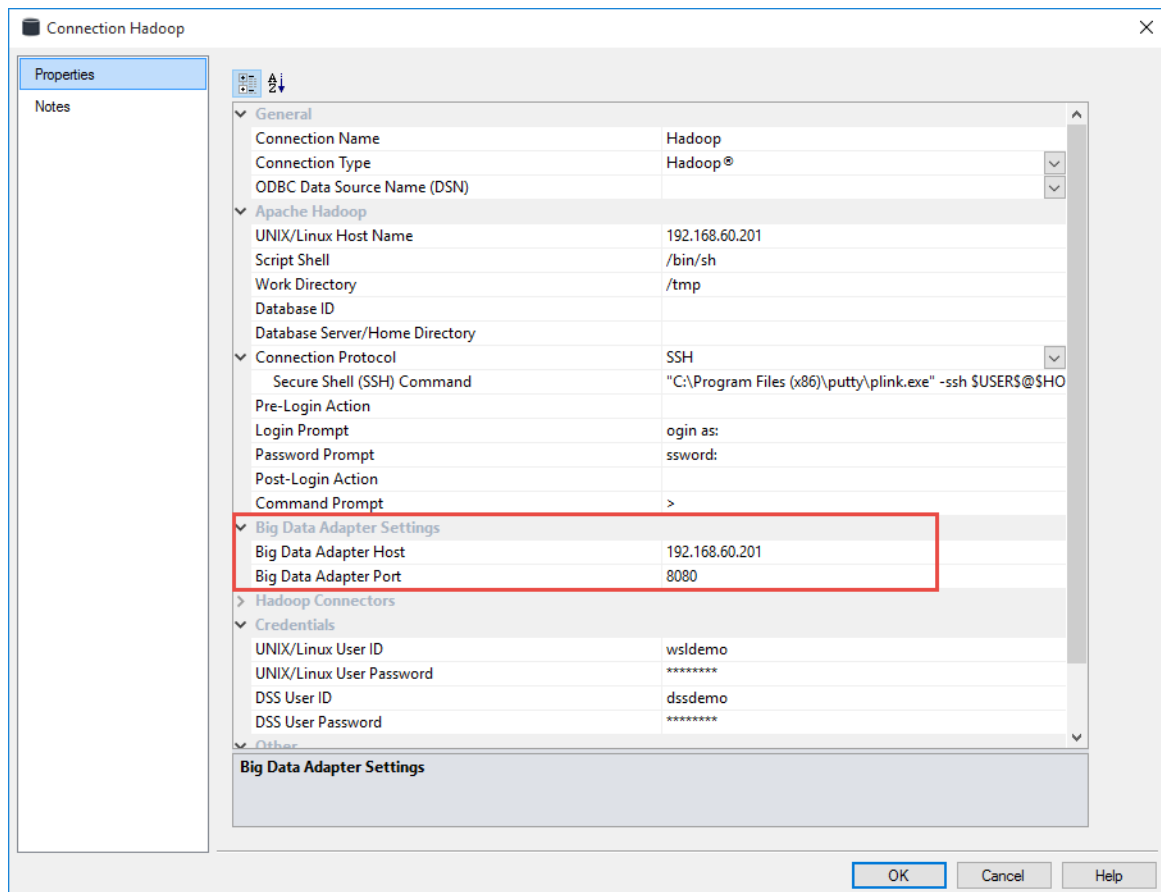 Connection Hadoop
Properties
Notes
General
Connection Name Hadoop
Connection Type Hadoop®
ODBC Data Source Name (DSN)
Apache Hadoop
UNIX/Linux Host Name 192.168.60.201
Script Shell /bin/sh
Work Directory /tmp
Database ID
Database Server/Home Directory
Connection Protocol SSH
Secure Shell (SSH) Command "C:\Program Files (x86)\putty\plink.exe" -ssh $USER$@$HO
Pre-Login Action
Login Prompt ogin as:
Password Prompt ssword:
Post-Login Action
Command Prompt >
Big Data Adapter Settings
Big Data Adapter Host 192.168.60.201
Big Data Adapter Port 8080
Hadoop Connectors
Credentials
UNIX/Linux User ID wsldemo
UNIX/Linux User Password ********
DSS User ID dssdemo
DSS User Password ********
Other
Big Data Adapter Settings
OK Cancel Help